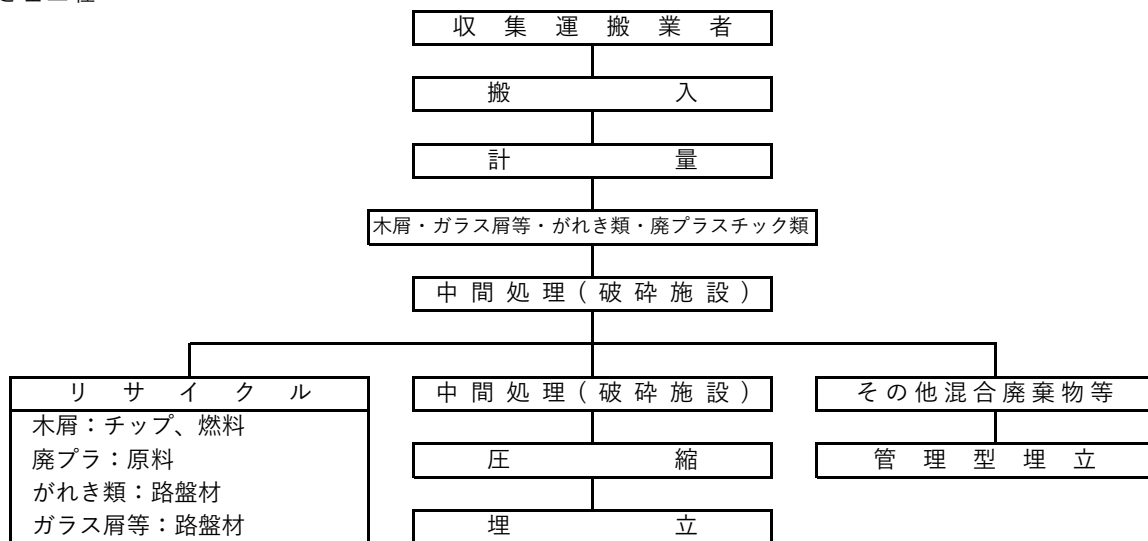 収集運搬業者
搬入
計量
木屑・ガラス屑等・がれき類・廃プラスチック類
中間処理(破砕施設)
リサイクル
木屑：チップ、燃料
廃プラ：原料
がれき類：路盤材
ガラス屑等：路盤材
中間処理(破砕施設)
圧縮
埋立
その他混合廃棄物等
管理型埋立